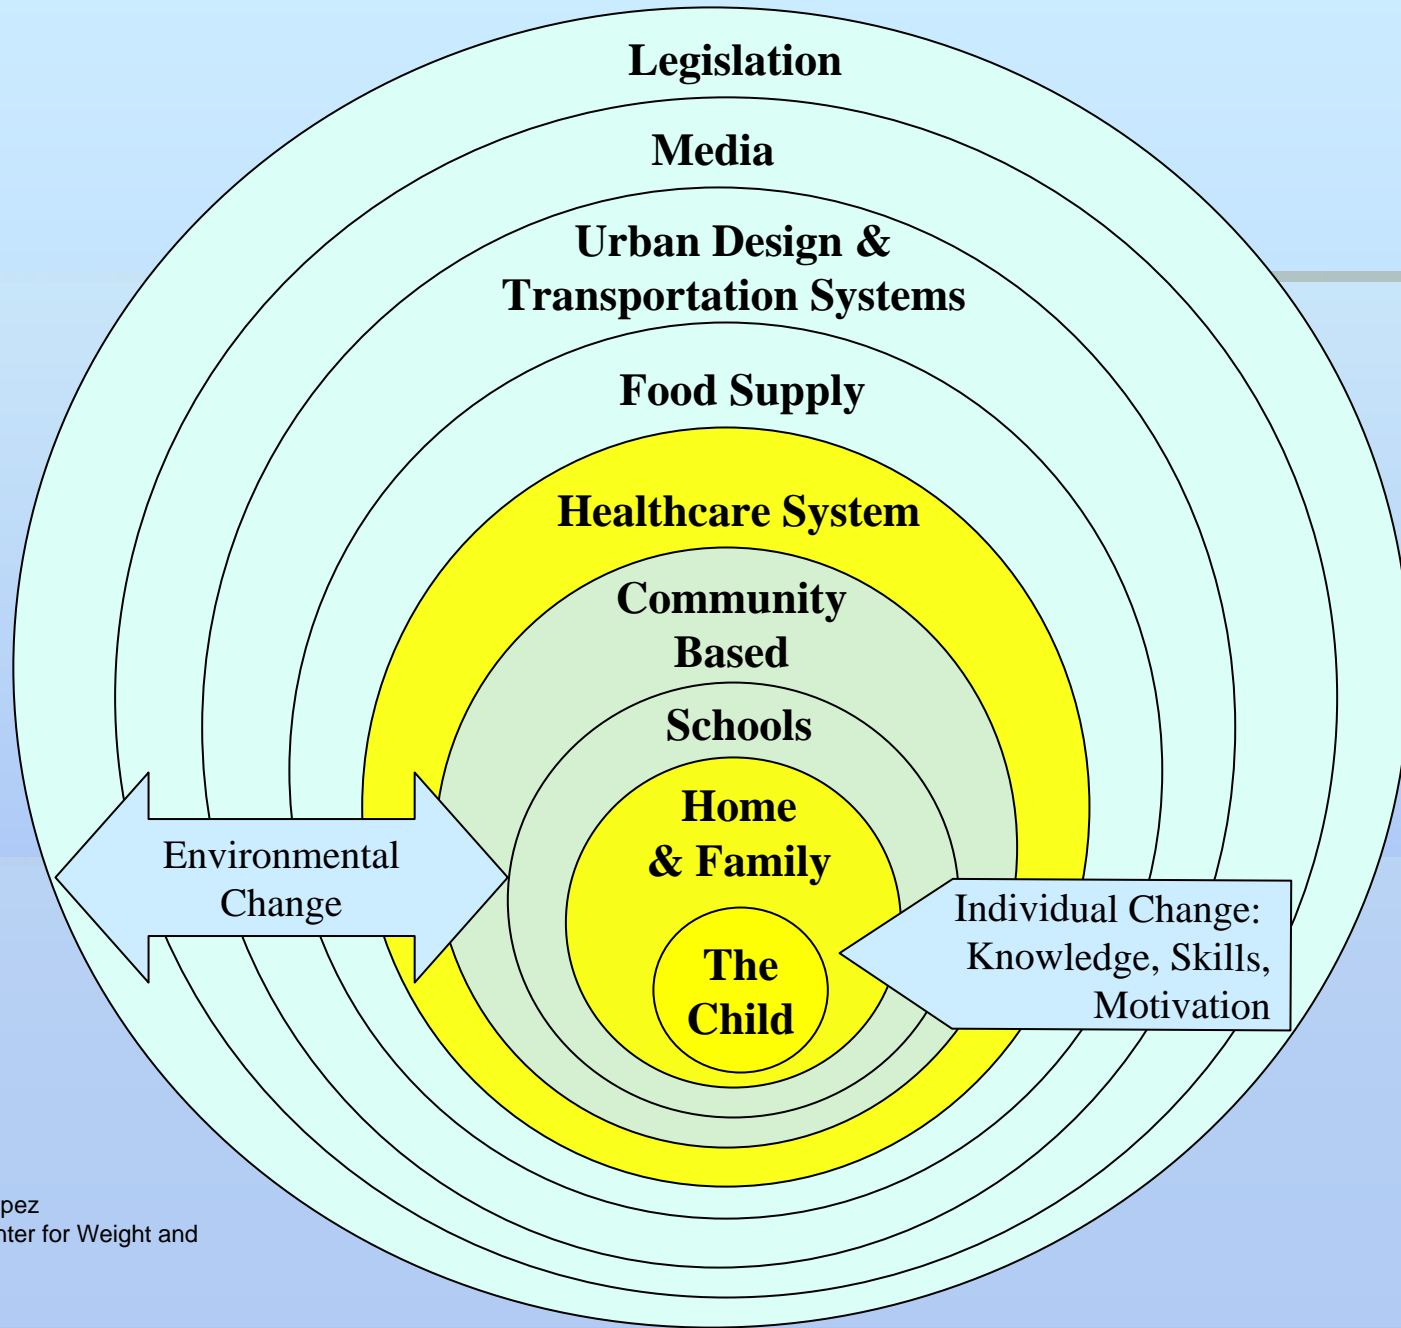 Legislation
Media
Urban Design &
Transportation Systems
Food Supply
Healthcare System
Community
Based
Schools
Home
& Family
The
Child
Environmental
Change
Individual Change:
Knowledge, Skills,
Motivation
pez
nter for Weight and